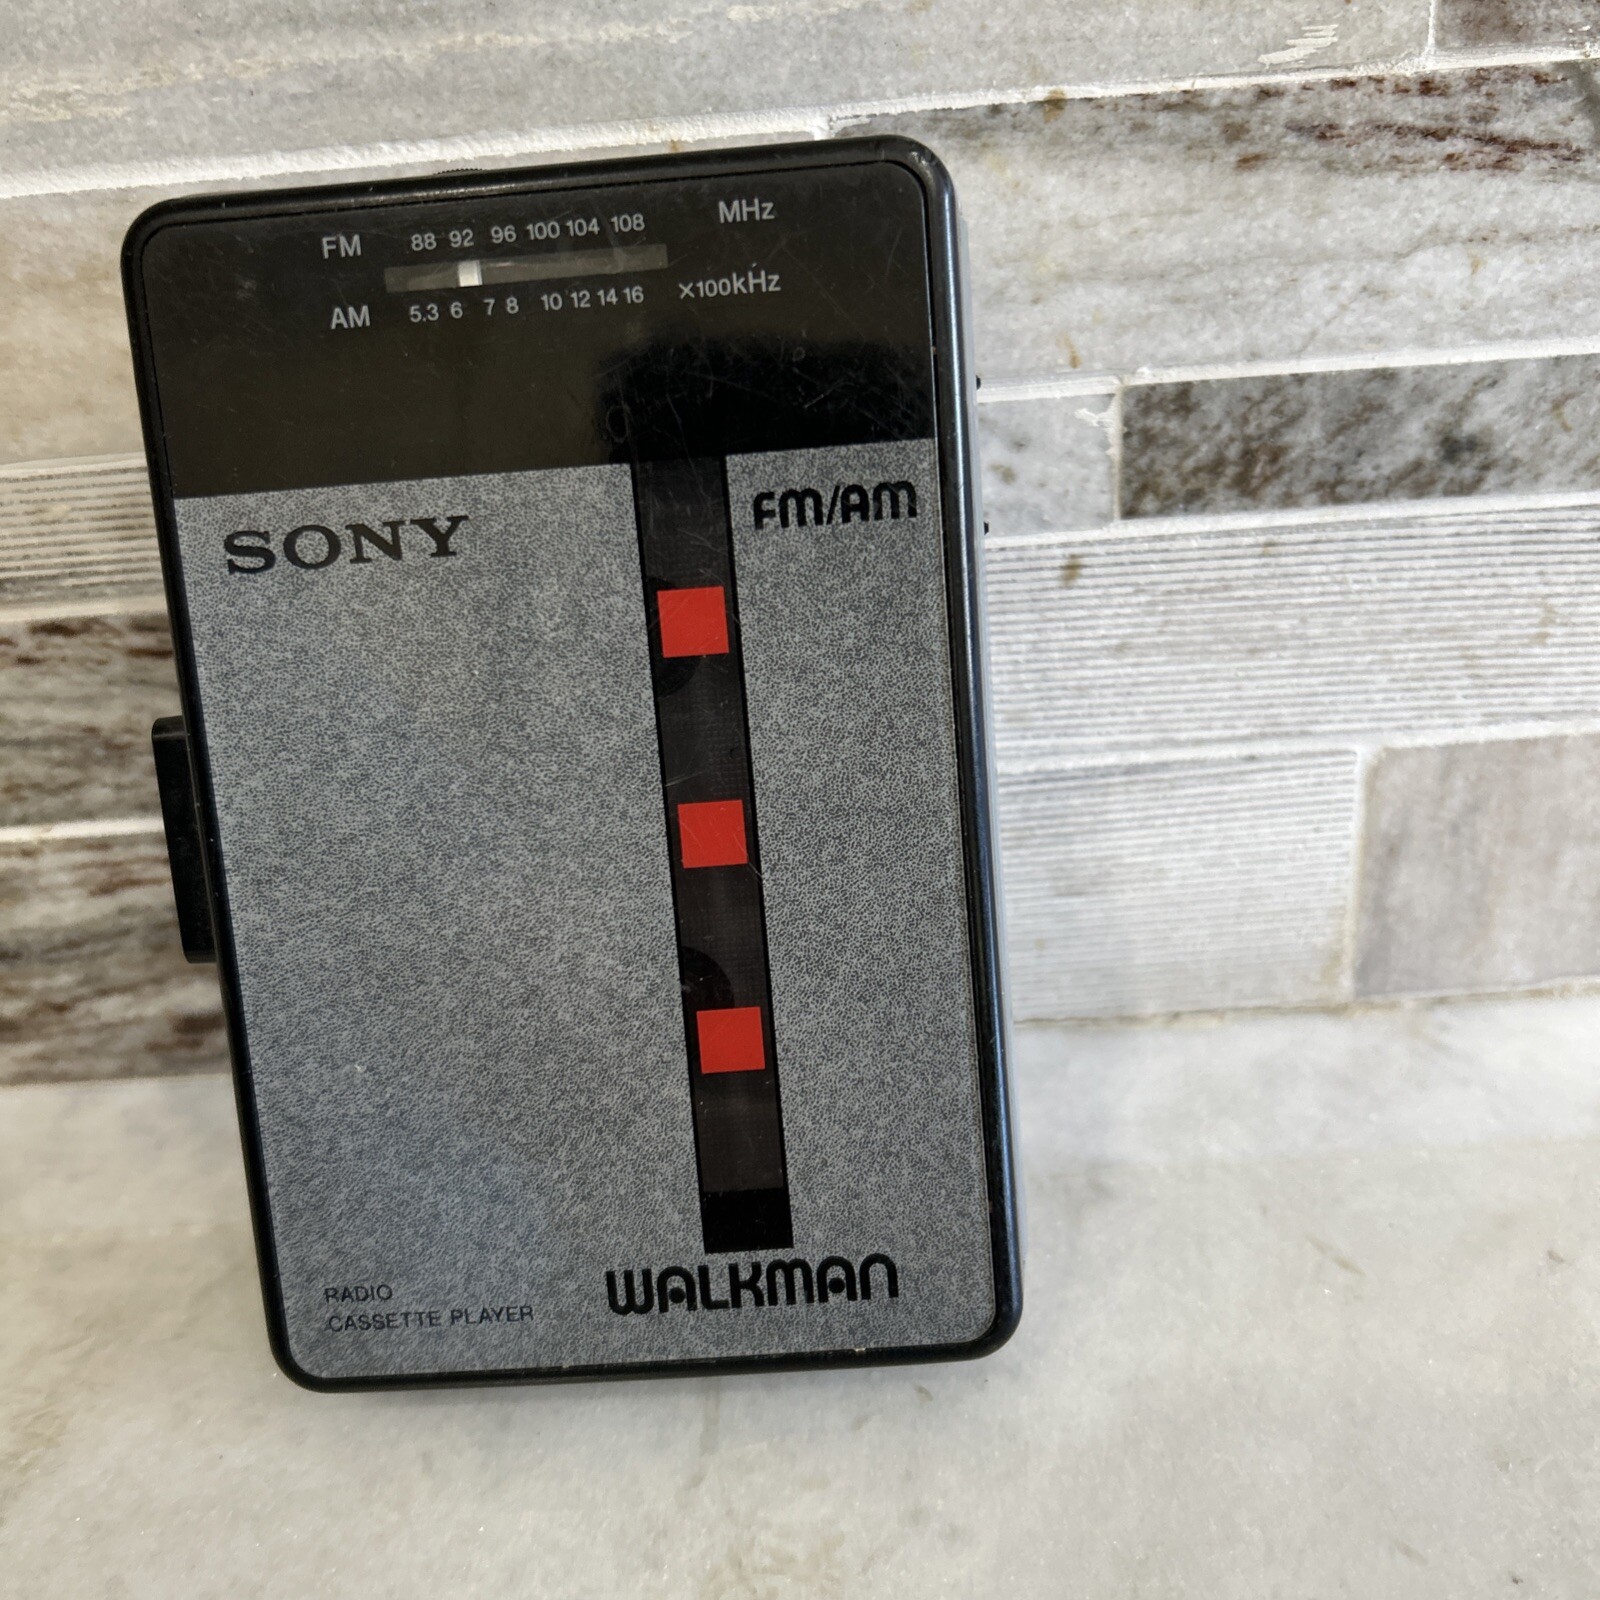 FM 88 92 96 100 104 108 MHz
AM 5.3 6 7 8 10 12 14 16 ×100kHz
SONY
FM/AM
RADIO
CASSETTE PLAYER
WALKMAN